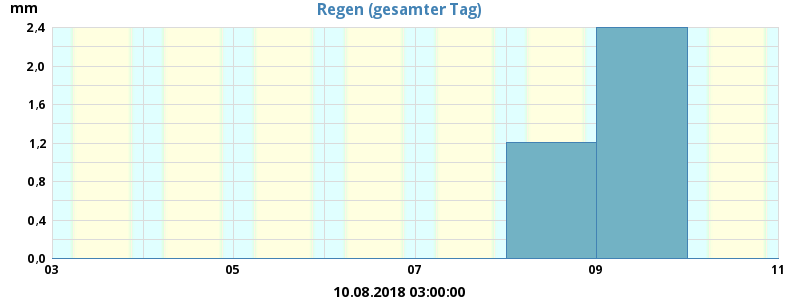 mm
Regen (gesamter Tag)
2,4
2,0
1,6
1,2
0,8
0,4
0,0
03 05 07 09 11
10.08.2018 03:00:00